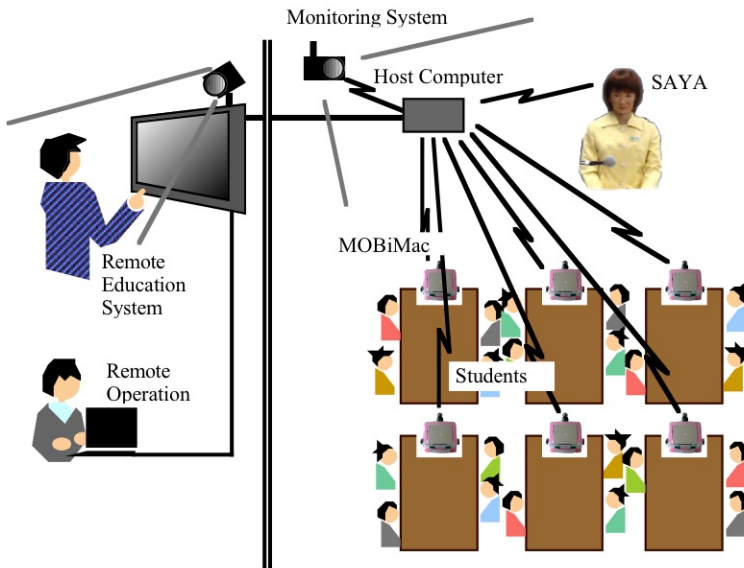 Monitoring System
Host Computer
SAYA
MOBiMac
Remote
Education
System
Remote
Operation
Students